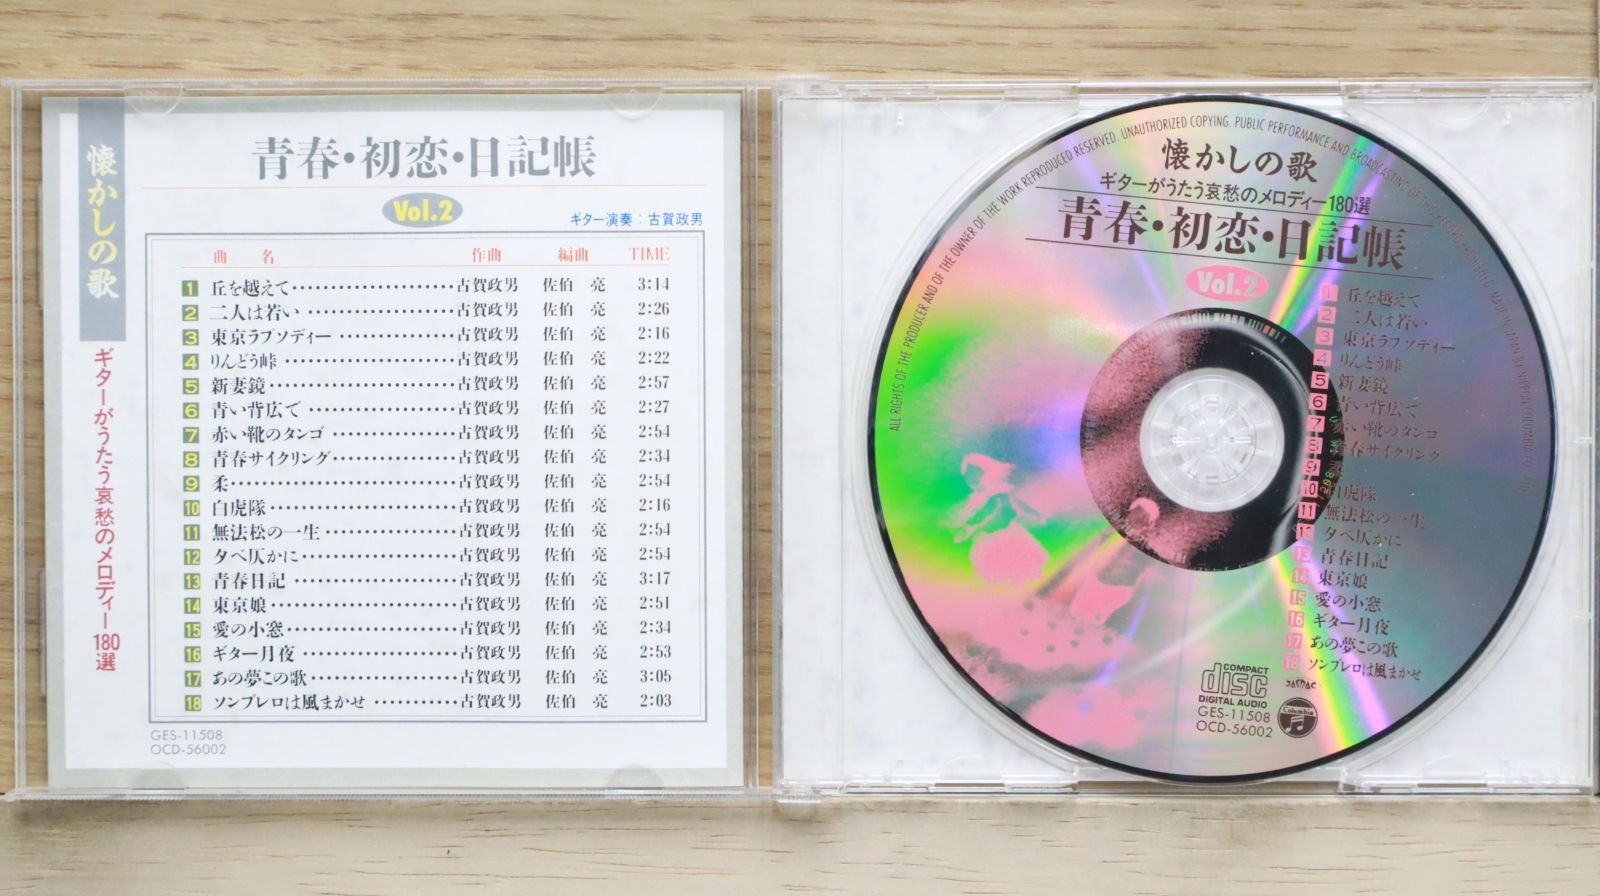 懐かしの歌
ギターがうたう哀愁のメロディー180選
青春・初恋・日記帳
Vol.2
ギター演奏：古賀政男
曲 名 作曲 編曲 TIME
1 丘を越えて 古賀政男 佐伯 亮 3:14
2 二人は若い 古賀政男 佐伯 亮 2:26
3 東京ラプソディー 古賀政男 佐伯 亮 2:16
4 りんどう峠 古賀政男 佐伯 亮 2:22
5 新妻鏡 古賀政男 佐伯 亮 2:57
6 青い背広で 古賀政男 佐伯 亮 2:27
7 赤い靴のタンゴ 古賀政男 佐伯 亮 2:54
8 青春サイクリング 古賀政男 佐伯 亮 2:34
9 柔 古賀政男 佐伯 亮 2:54
10 白虎隊 古賀政男 佐伯 亮 2:16
11 無法松の一生 古賀政男 佐伯 亮 2:54
12 夕べ仄かに 古賀政男 佐伯 亮 2:54
13 青春日記 古賀政男 佐伯 亮 3:17
14 東京娘 古賀政男 佐伯 亮 2:51
15 愛の小窓 古賀政男 佐伯 亮 2:34
16 ギター月夜 古賀政男 佐伯 亮 2:53
17 あの夢この歌 古賀政男 佐伯 亮 3:05
18 ソンブレロは風まかせ 古賀政男 佐伯 亮 2:03
GES-11508
OCD-56002
ALL RIGHTS OF THE PRODUCER AND OF THE OWNER OF THE WORK REPRODUCED RESERVED. UNAUTHORIZED COPYING. PUBLIC PERFORMANCE AND BROADCASTING OF THIS RECORD PROHIBITED. MADE IN JAPAN BY NIPPON COLUMBIA CO., LTD.
懐かしの歌
ギターがうたう哀愁のメロディー180選
青春・初恋・日記帳
Vol.2
1 丘を越えて
2 二人は若い
3 東京ラプソディー
4 りんどう峠
5 新妻鏡
6 青い背広で
7 赤い靴のタンゴ
8 青春サイクリング
9
10 白虎隊
11 無法松の一生
12 夕べ仄かに
13 青春日記
14 東京娘
15 愛の小窓
16 ギター月夜
17 あの夢この歌
18 ソンブレロは風まかせ
COMPACT
disc
DIGITAL AUDIO
JASRAC
GES-11508
OCD-56002
Columbia